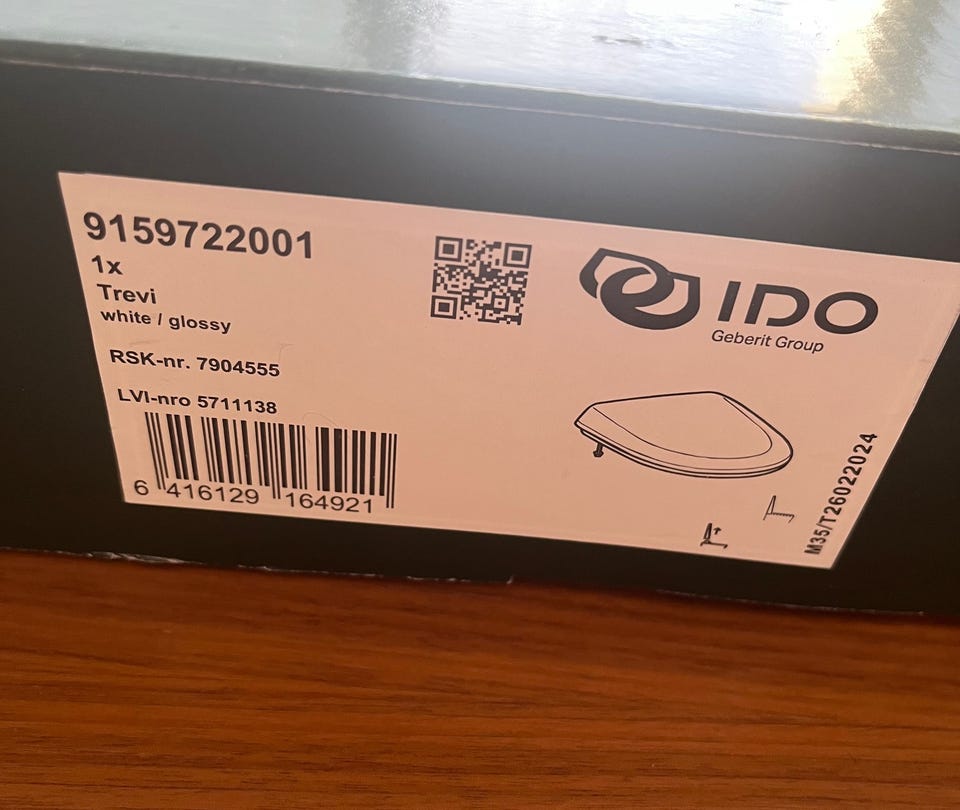 9159722001
1x
Trevi
white / glossy
RSK-nr. 7904555
LVI-nro 5711138
6 416129 164921
IDO
Geberit Group
M35/T26022024